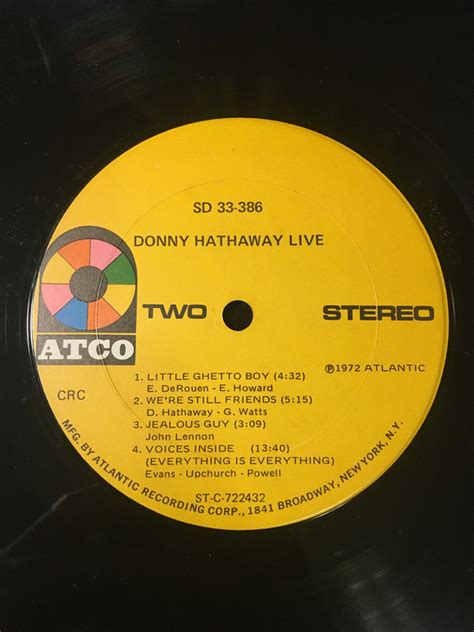 SD 33-386
DONNY HATHAWAY LIVE
TWO
STEREO
ATCO
℗1972 ATLANTIC
CRC
1. LITTLE GHETTO BOY (4:32)
E. DeRouen - E. Howard
2. WE'RE STILL FRIENDS (5:15)
D. Hathaway - G. Watts
3. JEALOUS GUY (3:09)
John Lennon
4. VOICES INSIDE (13:40)
(EVERYTHING IS EVERYTHING)
Evans - Upchurch - Powell
ST-C-722432
MFG. BY ATLANTIC RECORDING CORP., 1841 BROADWAY, NEW YORK, N.Y.